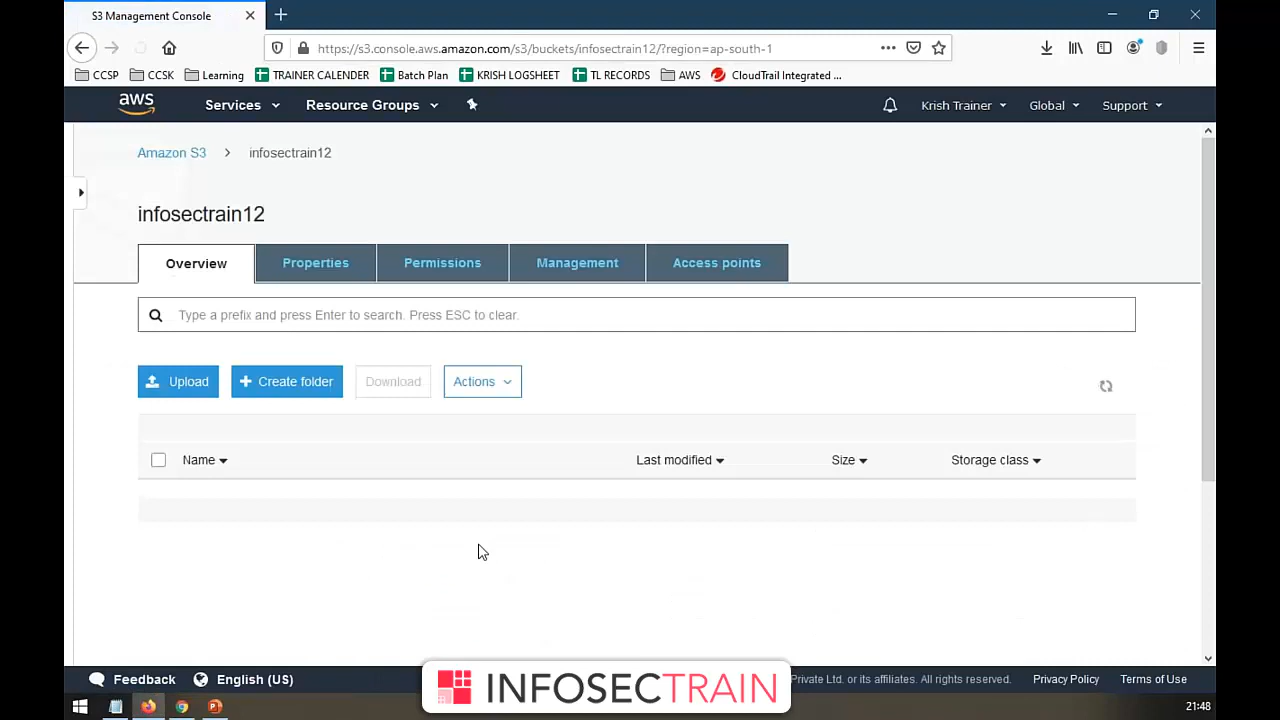 S3 Management Console
https://s3.console.aws.amazon.com/s3/buckets/infosectrain12/?region=ap-south-1
CCSP CCSK Learning TRAINER CALENDER Batch Plan KRISH LOGSHEET TL RECORDS AWS CloudTrail Integrated ...
aws Services Resource Groups Krish Trainer Global Support
Amazon S3 > infosectrain12
infosectrain12
Overview Properties Permissions Management Access points
Type a prefix and press Enter to search. Press ESC to clear.
Upload Create folder Download Actions
Name Last modified Size Storage class
Feedback English (US) Private Ltd. or its affiliates. All rights reserved. Privacy Policy Terms of Use
INFOSECTRAIN
21:48